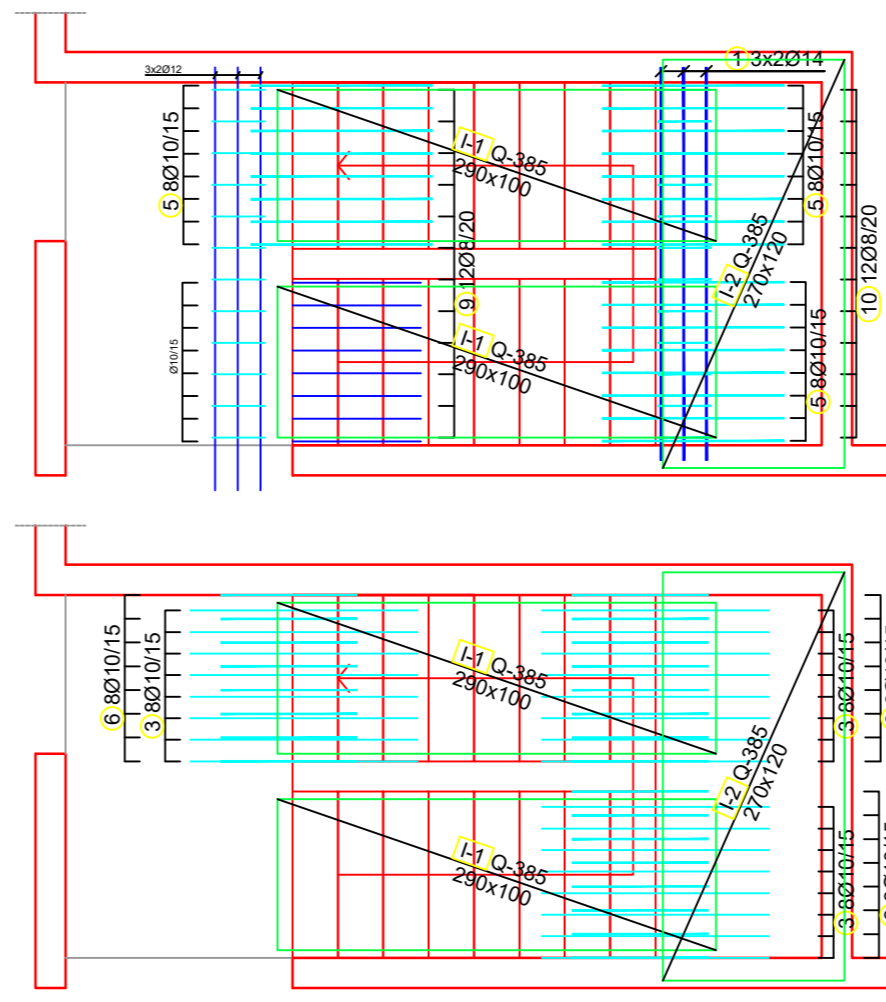 3x2Ø12
1 3x2Ø14
5 8Ø10/15
I-1 Q-385
290x100
5 8Ø10/15
I-2 Q-385
270x120
10 12Ø8/20
9 12Ø8/20
Ø10/15
I-1 Q-385
290x100
5 8Ø10/15
6 8Ø10/15
3 8Ø10/15
I-1 Q-385
290x100
3 8Ø10/15
I-2 Q-385
270x120
I-1 Q-385
290x100
3 8Ø10/15